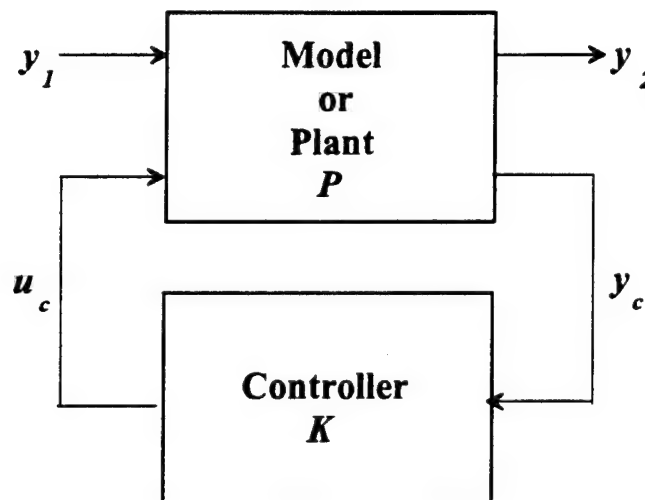 y1
Model
or
Plant
P
y2
uc
yc
Controller
K